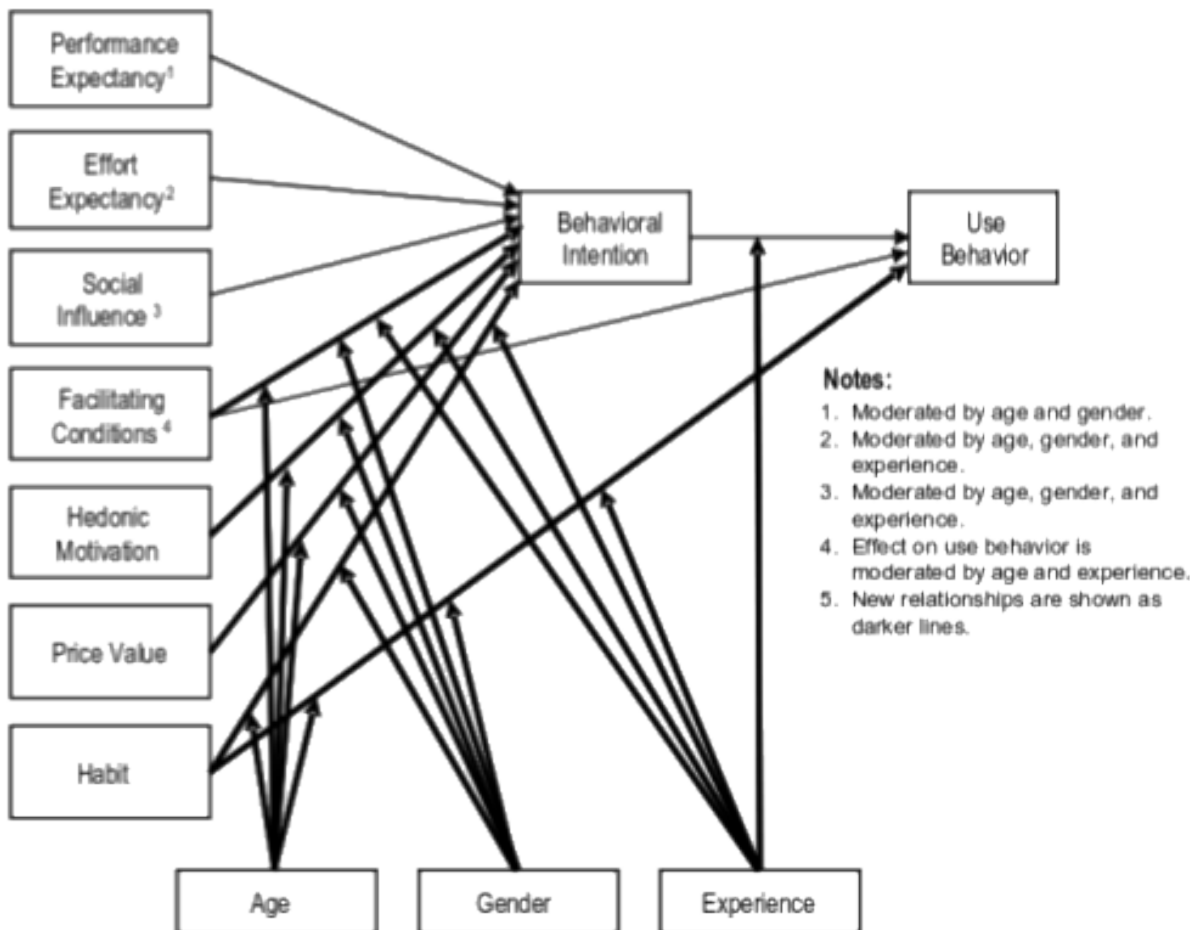 Performance
Expectancy¹
Effort
Expectancy²
Social
Influence ³
Facilitating
Conditions ⁴
Hedonic
Motivation
Price Value
Habit
Behavioral
Intention
Use
Behavior
Age
Gender
Experience
Notes:
1. Moderated by age and gender.
2. Moderated by age, gender, and
experience.
3. Moderated by age, gender, and
experience.
4. Effect on use behavior is
moderated by age and experience.
5. New relationships are shown as
darker lines.